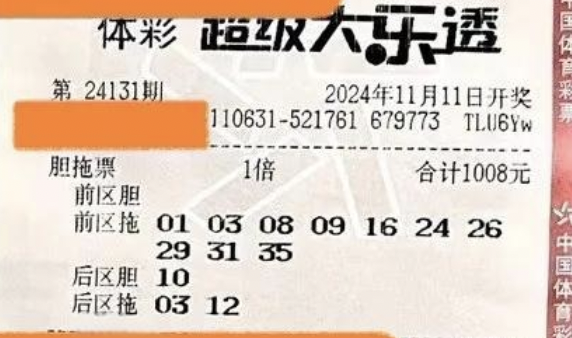 体彩 超级大乐透
第 24131期 2024年11月11日开奖
110631-521761 679773 TLU6Yw
胆拖票 1倍 合计1008元
前区胆
前区拖 01 03 08 09 16 24 26
29 31 35
后区胆 10
后区拖 03 12
中国体育彩票
中国体育彩